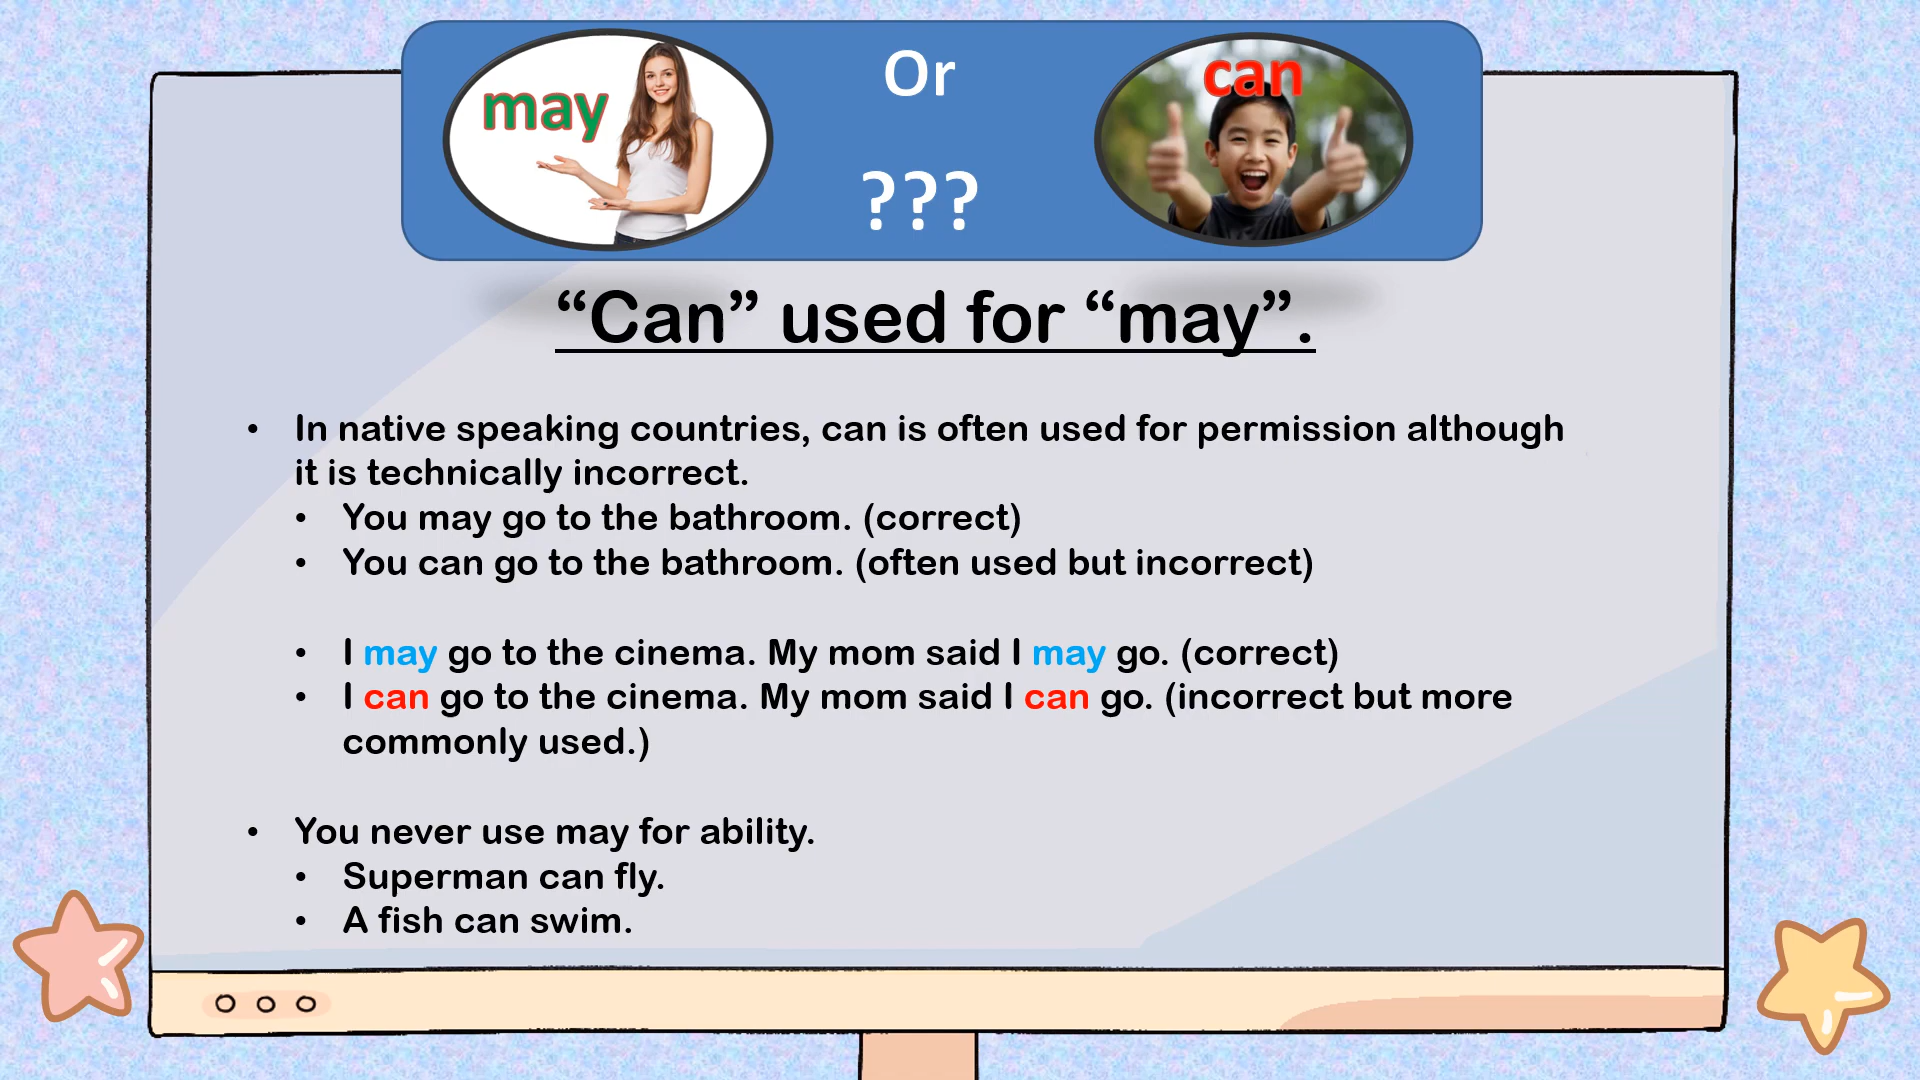 may
Or
can
???
“Can” used for “may”.
• In native speaking countries, can is often used for permission although
it is technically incorrect.
• You may go to the bathroom. (correct)
• You can go to the bathroom. (often used but incorrect)
• I may go to the cinema. My mom said I may go. (correct)
• I can go to the cinema. My mom said I can go. (incorrect but more
commonly used.)
• You never use may for ability.
• Superman can fly.
• A fish can swim.